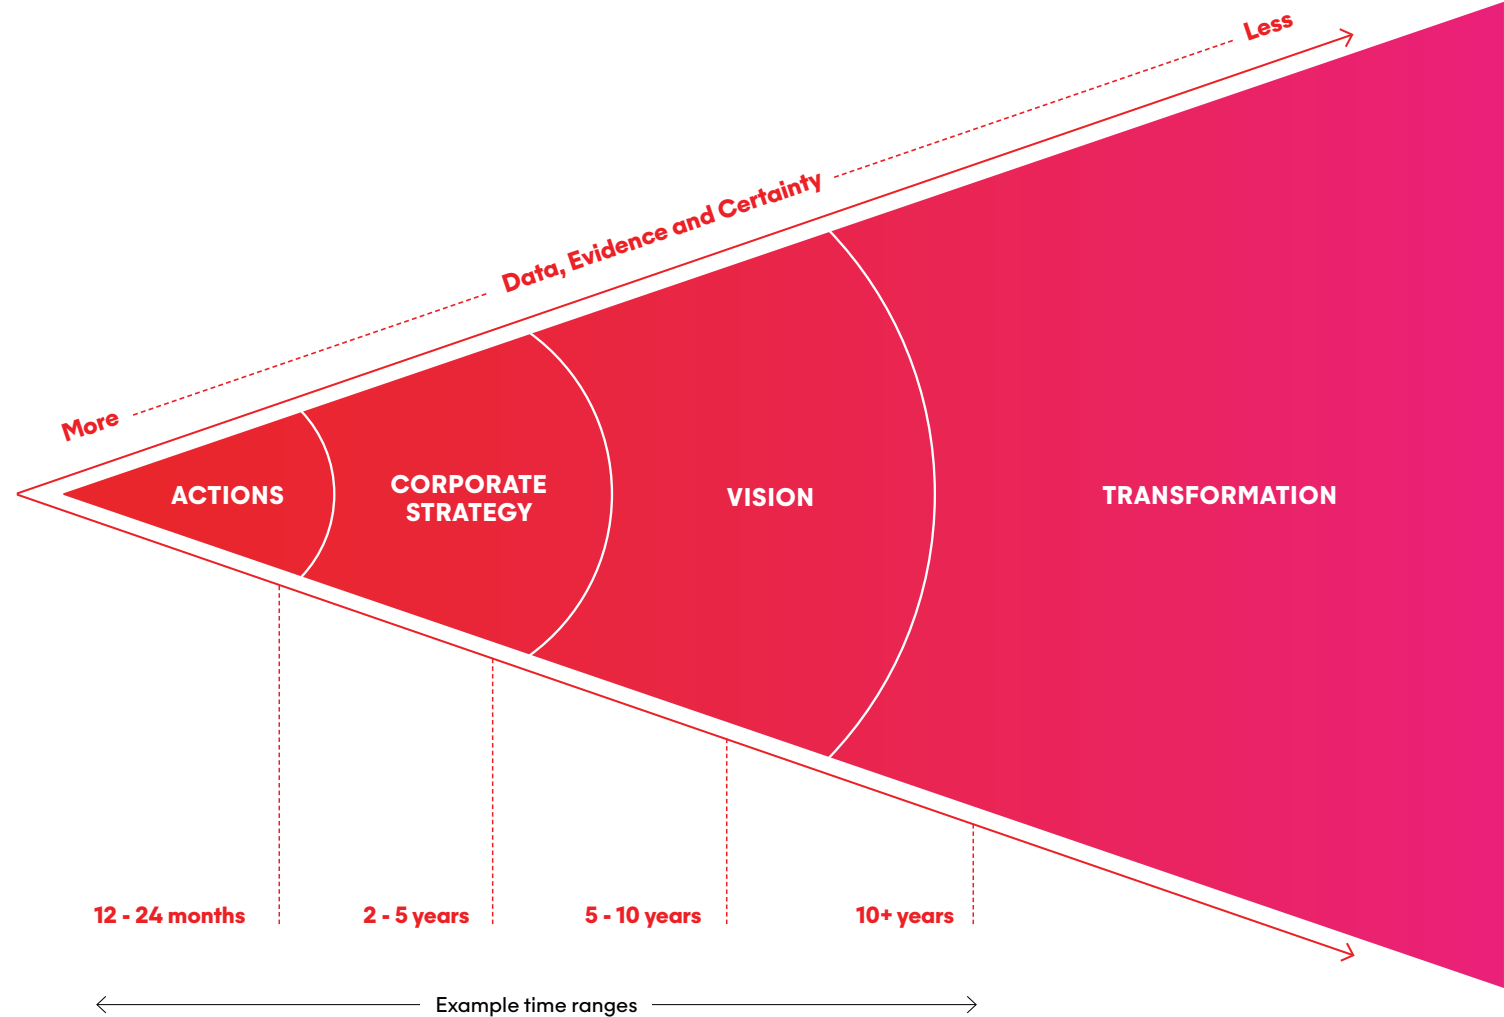 Less
Data, Evidence and Certainty
More
ACTIONS
CORPORATE
STRATEGY
VISION
TRANSFORMATION
12 - 24 months
2 - 5 years
5 - 10 years
10+ years
Example time ranges